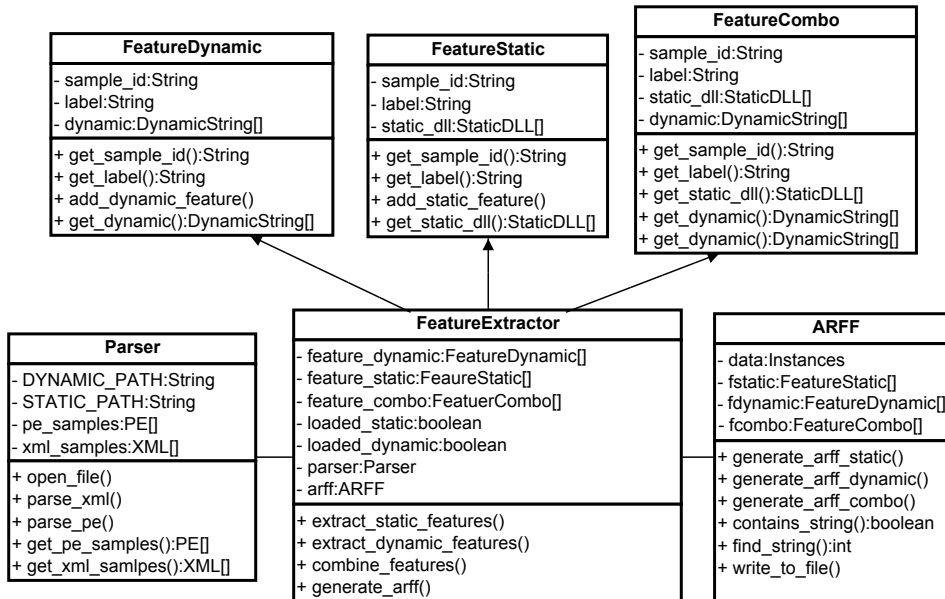 FeatureDynamic
- sample_id:String
- label:String
- dynamic:DynamicString[]
+ get_sample_id():String
+ get_label():String
+ add_dynamic_feature()
+ get_dynamic():DynamicString[]
FeatureStatic
- sample_id:String
- label:String
- static_dll:StaticDLL[]
+ get_sample_id():String
+ get_label():String
+ add_static_feature()
+ get_static_dll():StaticDLL[]
FeatureCombo
- sample_id:String
- label:String
- static_dll:StaticDLL[]
- dynamic:DynamicString[]
+ get_sample_id():String
+ get_label():String
+ get_static_dll():StaticDLL[]
+ get_dynamic():DynamicString[]
+ get_dynamic():DynamicString[]
Parser
- DYNAMIC_PATH:String
- STATIC_PATH:String
- pe_samples:PE[]
- xml_samples:XML[]
+ open_file()
+ parse_xml()
+ parse_pe()
+ get_pe_samples():PE[]
+ get_xml_samlpes():XML[]
FeatureExtractor
- feature_dynamic:FeatureDynamic[]
- feature_static:FeaureStatic[]
- feature_combo:FeatuerCombo[]
- loaded_static:boolean
- loaded_dynamic:boolean
- parser:Parser
- arff:ARFF
+ extract_static_features()
+ extract_dynamic_features()
+ combine_features()
+ generate_arff()
ARFF
- data:Instances
- fstatic:FeatureStatic[]
- fdynamic:FeatureDynamic[]
- fcombo:FeatureCombo[]
+ generate_arff_static()
+ generate_arff_dynamic()
+ generate_arff_combo()
+ contains_string():boolean
+ find_string():int
+ write_to_file()